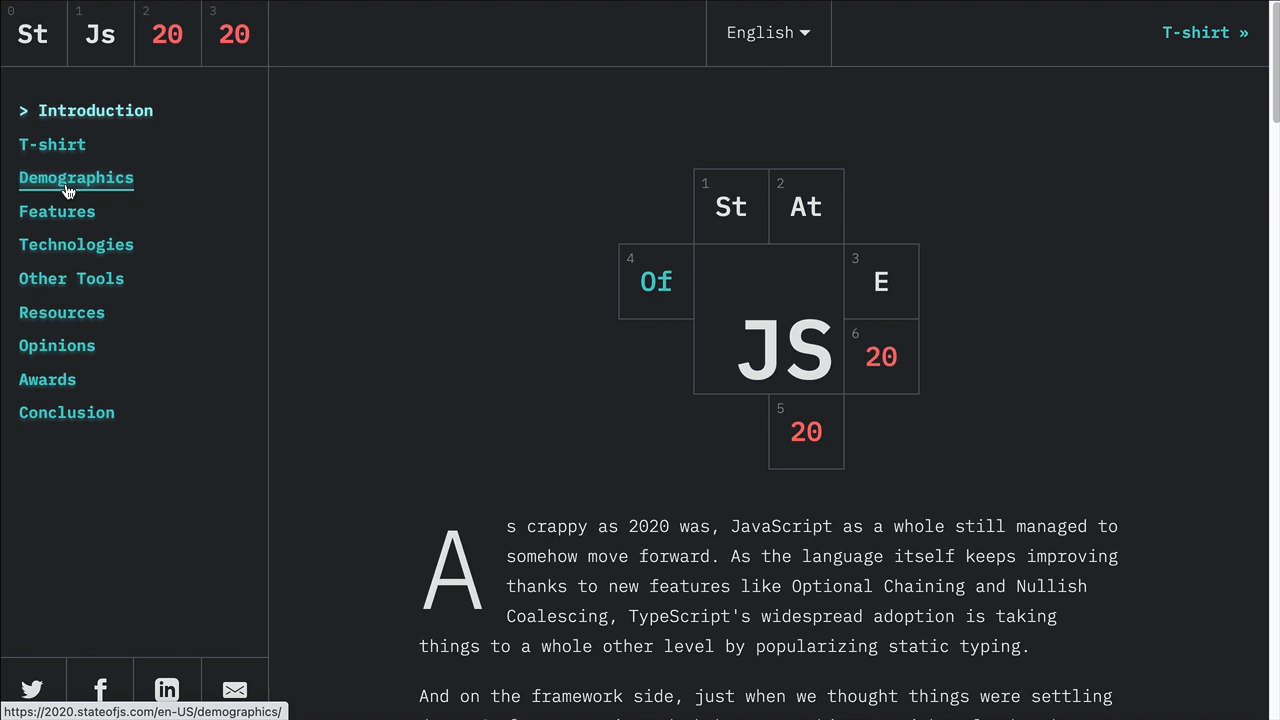 0 1 2 3
St Js 20 20
English
T-shirt »
> Introduction
T-shirt
Demographics
Features
Technologies
Other Tools
Resources
Opinions
Awards
Conclusion
1 2
St At
4 3
Of E
JS
6
20
5
20
As crappy as 2020 was, JavaScript as a whole still managed to
somehow move forward. As the language itself keeps improving
thanks to new features like Optional Chaining and Nullish
Coalescing, TypeScript's widespread adoption is taking
things to a whole other level by popularizing static typing.
And on the framework side, just when we thought things were settling
https://2020.stateofjs.com/en-US/demographics/